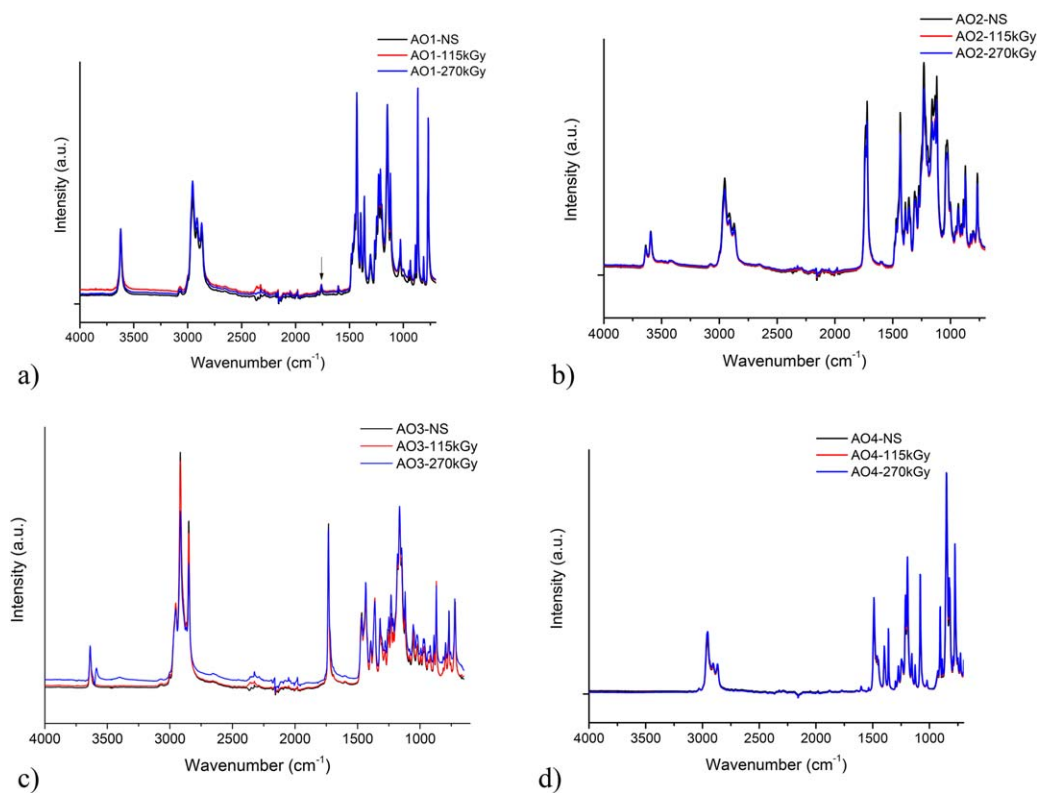 AO1-NS
AO1-115kGy
AO1-270kGy
Intensity (a.u.)
4000 3500 3000 2500 2000 1500 1000
Wavenumber (cm⁻¹)
a)
AO2-NS
AO2-115kGy
AO2-270kGy
Intensity (a.u.)
4000 3500 3000 2500 2000 1500 1000
Wavenumber (cm⁻¹)
b)
AO3-NS
AO3-115kGy
AO3-270kGy
Intensity (a.u.)
4000 3500 3000 2500 2000 1500 1000
Wavenumber (cm⁻¹)
c)
AO4-NS
AO4-115kGy
AO4-270kGy
Intensity (a.u.)
4000 3500 3000 2500 2000 1500 1000
Wavenumber (cm⁻¹)
d)